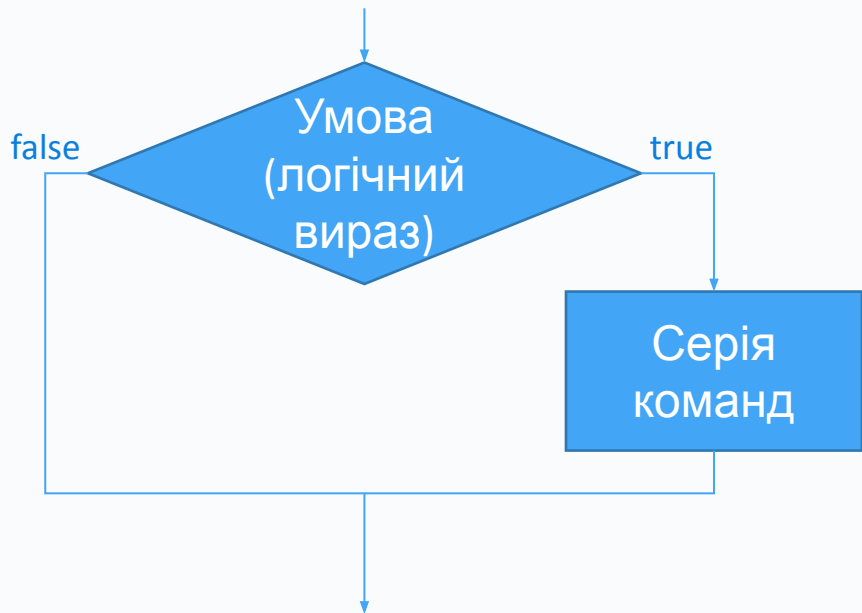 Умова
(логічний
вираз)
false
true
Серія
команд